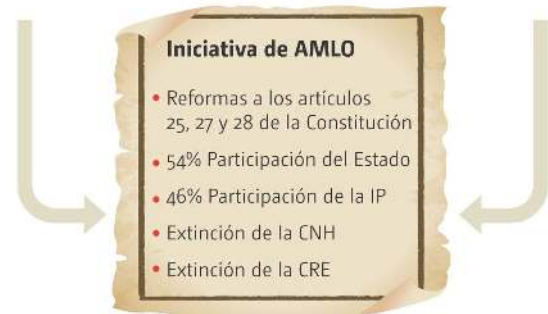 Iniciativa de AMLO
• Reformas a los artículos
25, 27 y 28 de la Constitución
• 54% Participación del Estado
• 46% Participación de la IP
• Extinción de la CNH
• Extinción de la CRE